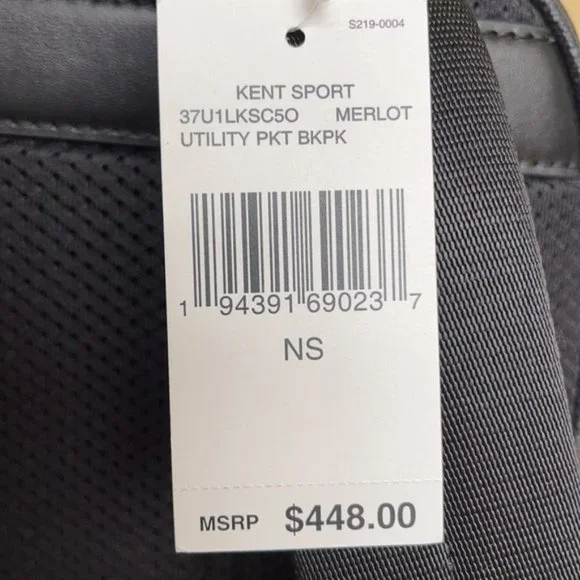 S219-0004
KENT SPORT
37U1LKSC5O MERLOT
UTILITY PKT BKPK
1 94391 69023 7
NS
MSRP $448.00